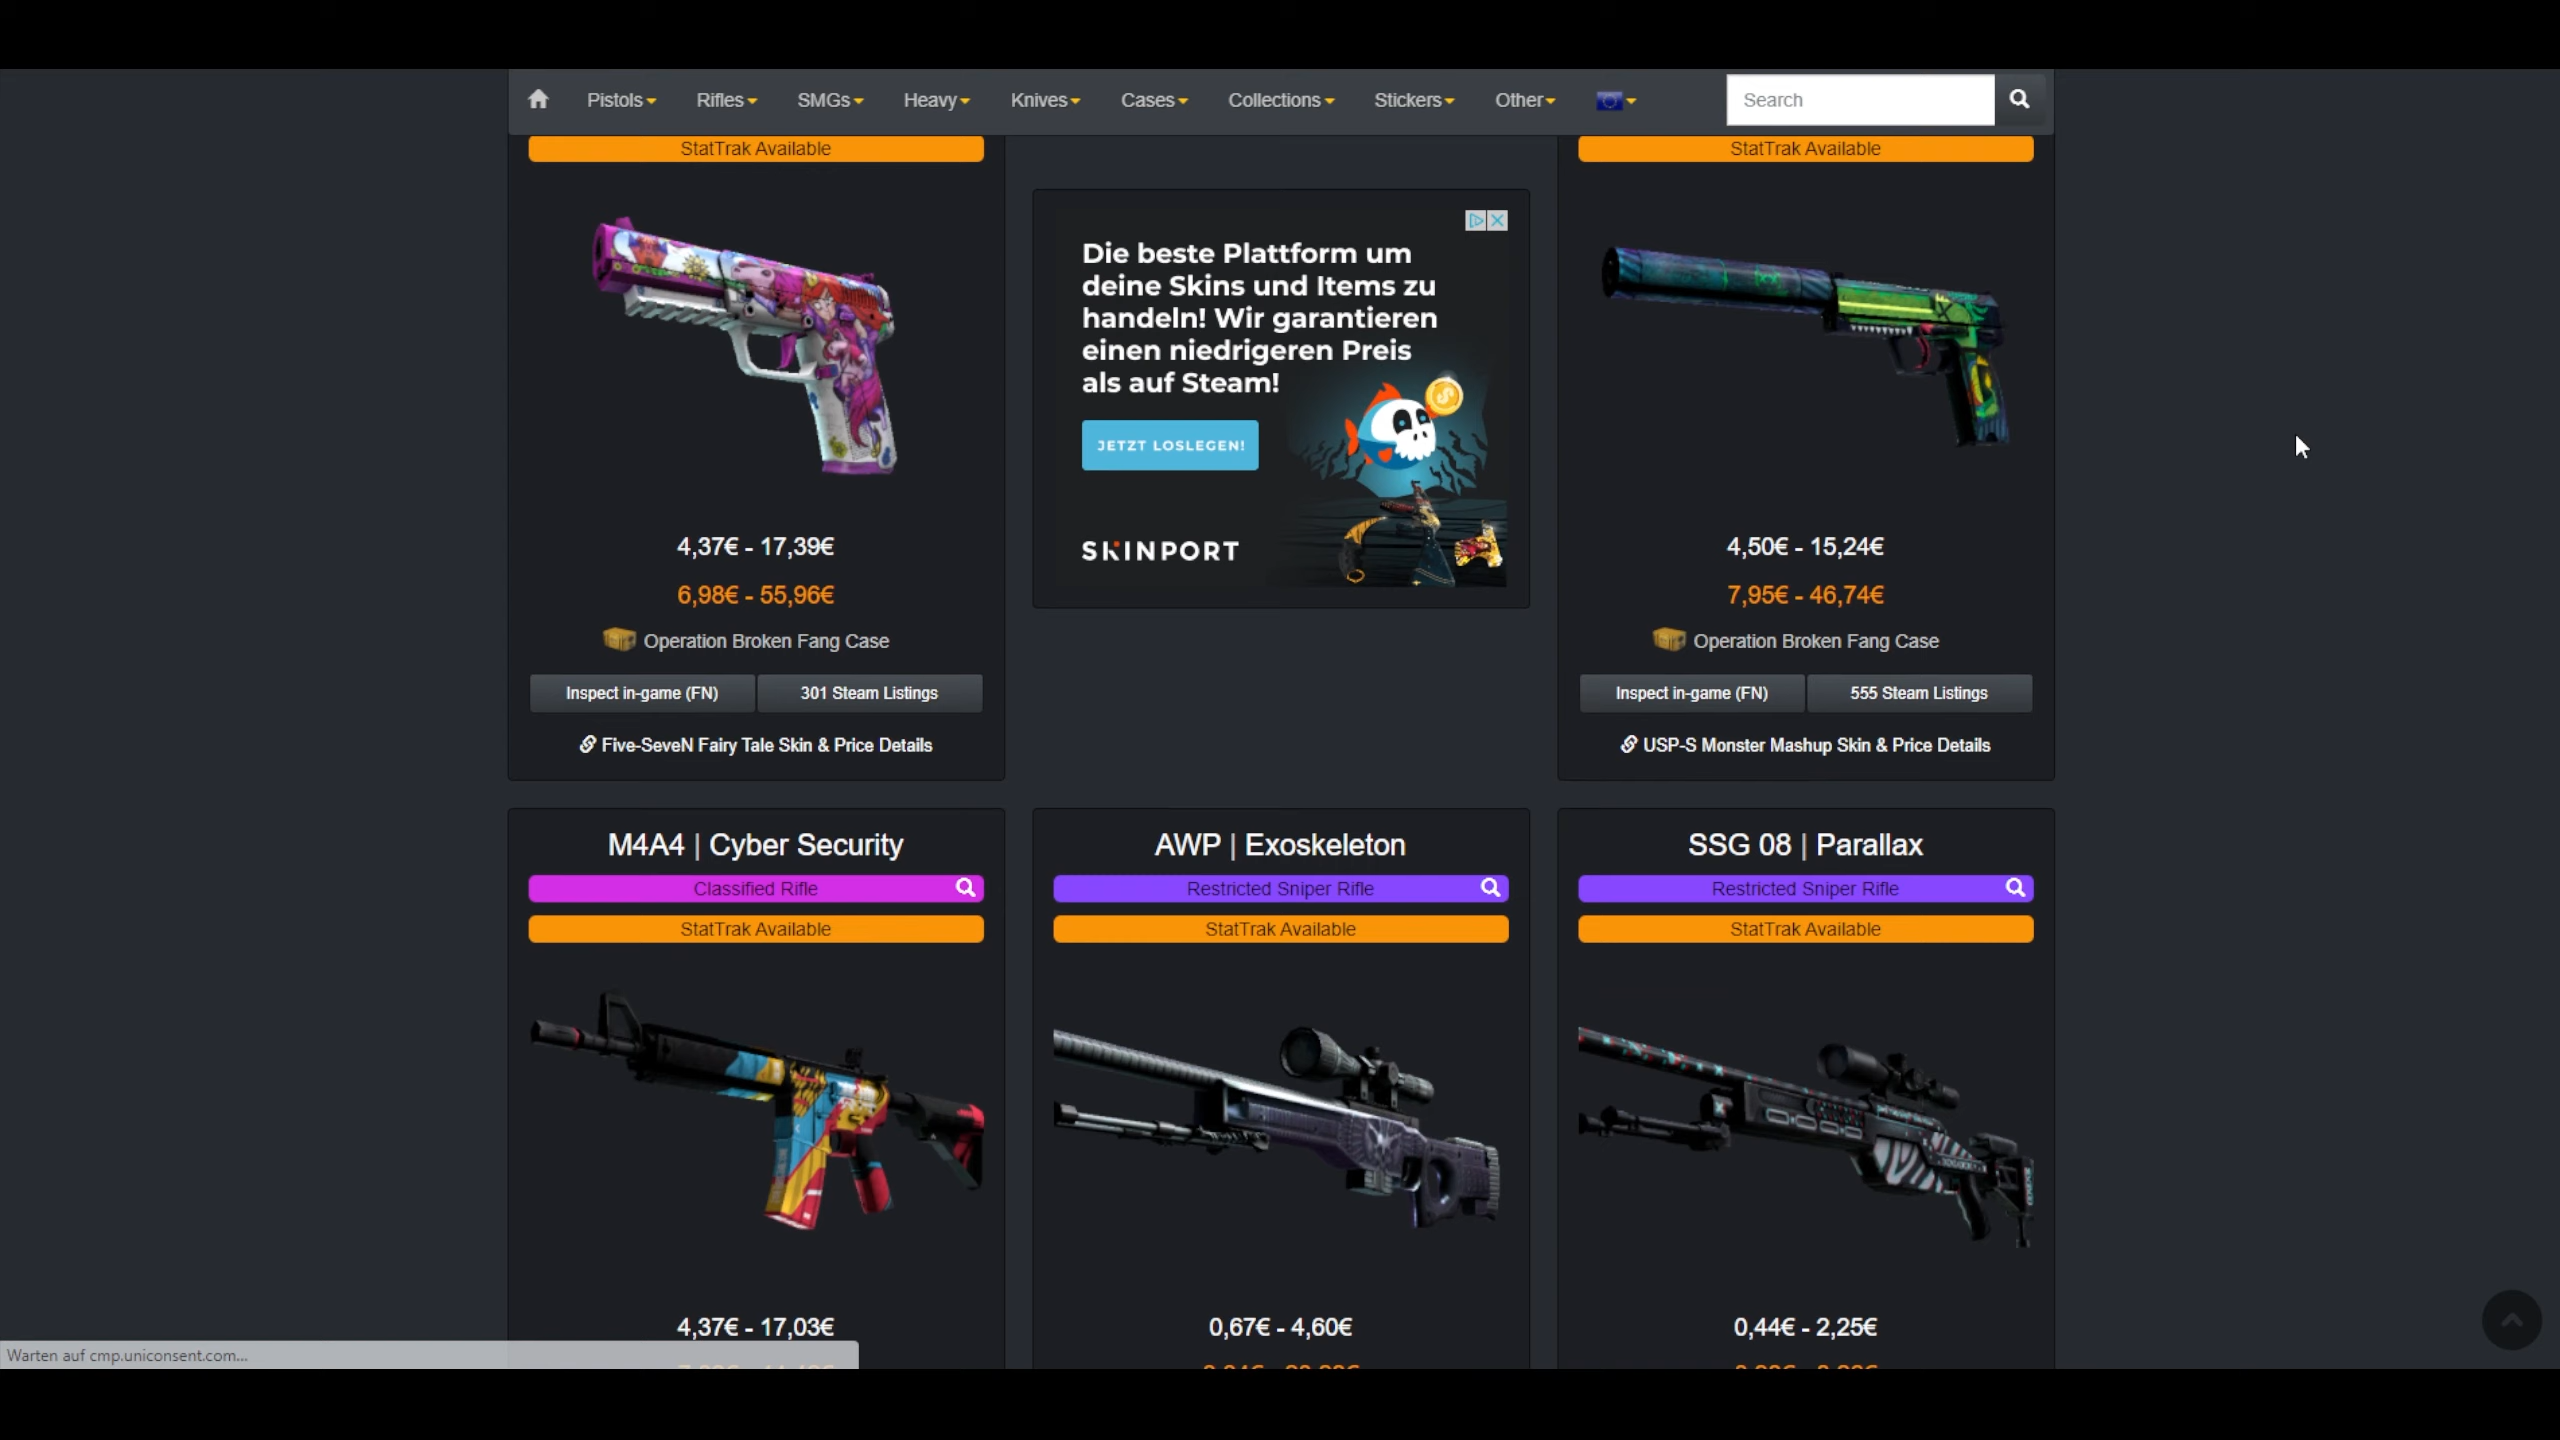 Pistols Rifles SMGs Heavy Knives Cases Collections Stickers Other Search
StatTrak Available
4,37€ - 17,39€
6,98€ - 55,96€
Operation Broken Fang Case
Inspect in-game (FN) 301 Steam Listings
Five-SeveN Fairy Tale Skin & Price Details
Die beste Plattform um
deine Skins und Items zu
handeln! Wir garantieren
einen niedrigeren Preis
als auf Steam!
JETZT LOSLEGEN!
SKINPORT
StatTrak Available
4,50€ - 15,24€
7,95€ - 46,74€
Operation Broken Fang Case
Inspect in-game (FN) 555 Steam Listings
USP-S Monster Mashup Skin & Price Details
M4A4 | Cyber Security
Classified Rifle
StatTrak Available
4,37€ - 17,03€
AWP | Exoskeleton
Restricted Sniper Rifle
StatTrak Available
0,67€ - 4,60€
SSG 08 | Parallax
Restricted Sniper Rifle
StatTrak Available
0,44€ - 2,25€
Warten auf cmp.uniconsent.com...